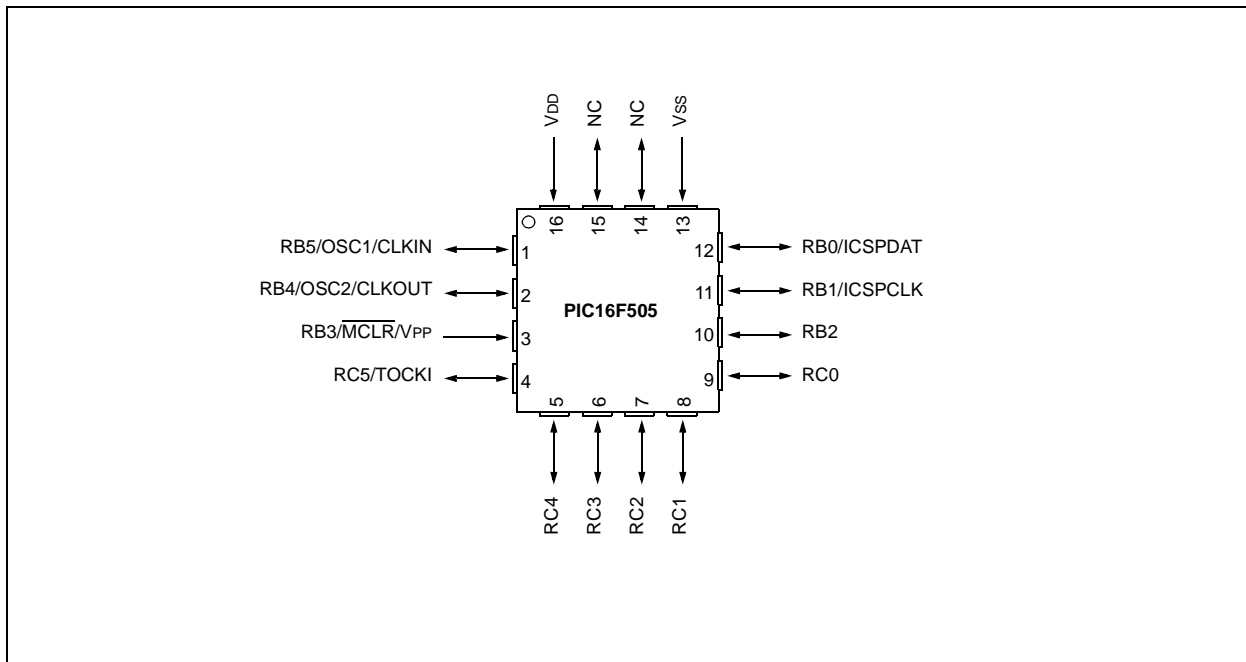 VDD
NC
NC
VSS
16
15
14
13
RB5/OSC1/CLKIN
1
12
RB0/ICSPDAT
RB4/OSC2/CLKOUT
2
11
RB1/ICSPCLK
PIC16F505
RB3/MCLR/VPP
3
10
RB2
RC5/TOCKI
4
9
RC0
5
6
7
8
RC4
RC3
RC2
RC1